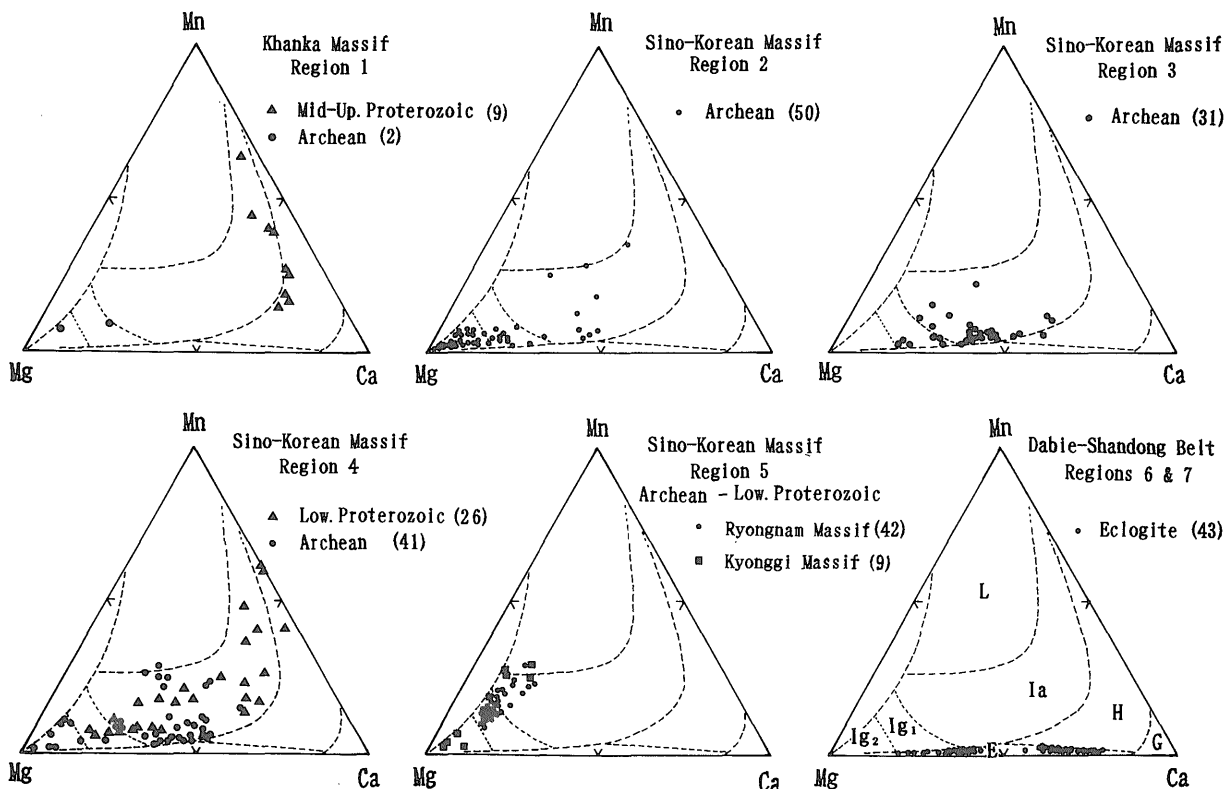 Mn
Khanka Massif
Region 1
Mid-Up. Proterozoic (9)
Archean (2)
Mg
Ca
Mn
Sino-Korean Massif
Region 2
Archean (50)
Mg
Ca
Mn
Sino-Korean Massif
Region 3
Archean (31)
Mg
Ca
Mn
Sino-Korean Massif
Region 4
Low. Proterozoic (26)
Archean (41)
Mg
Ca
Mn
Sino-Korean Massif
Region 5
Archean - Low. Proterozoic
Ryongnam Massif (42)
Kyonggi Massif (9)
Mg
Ca
Mn
Dabie-Shandong Belt
Regions 6 & 7
Eclogite (43)
L
Ia
H
Ig₁
Ig₂
E
G
Mg
Ca